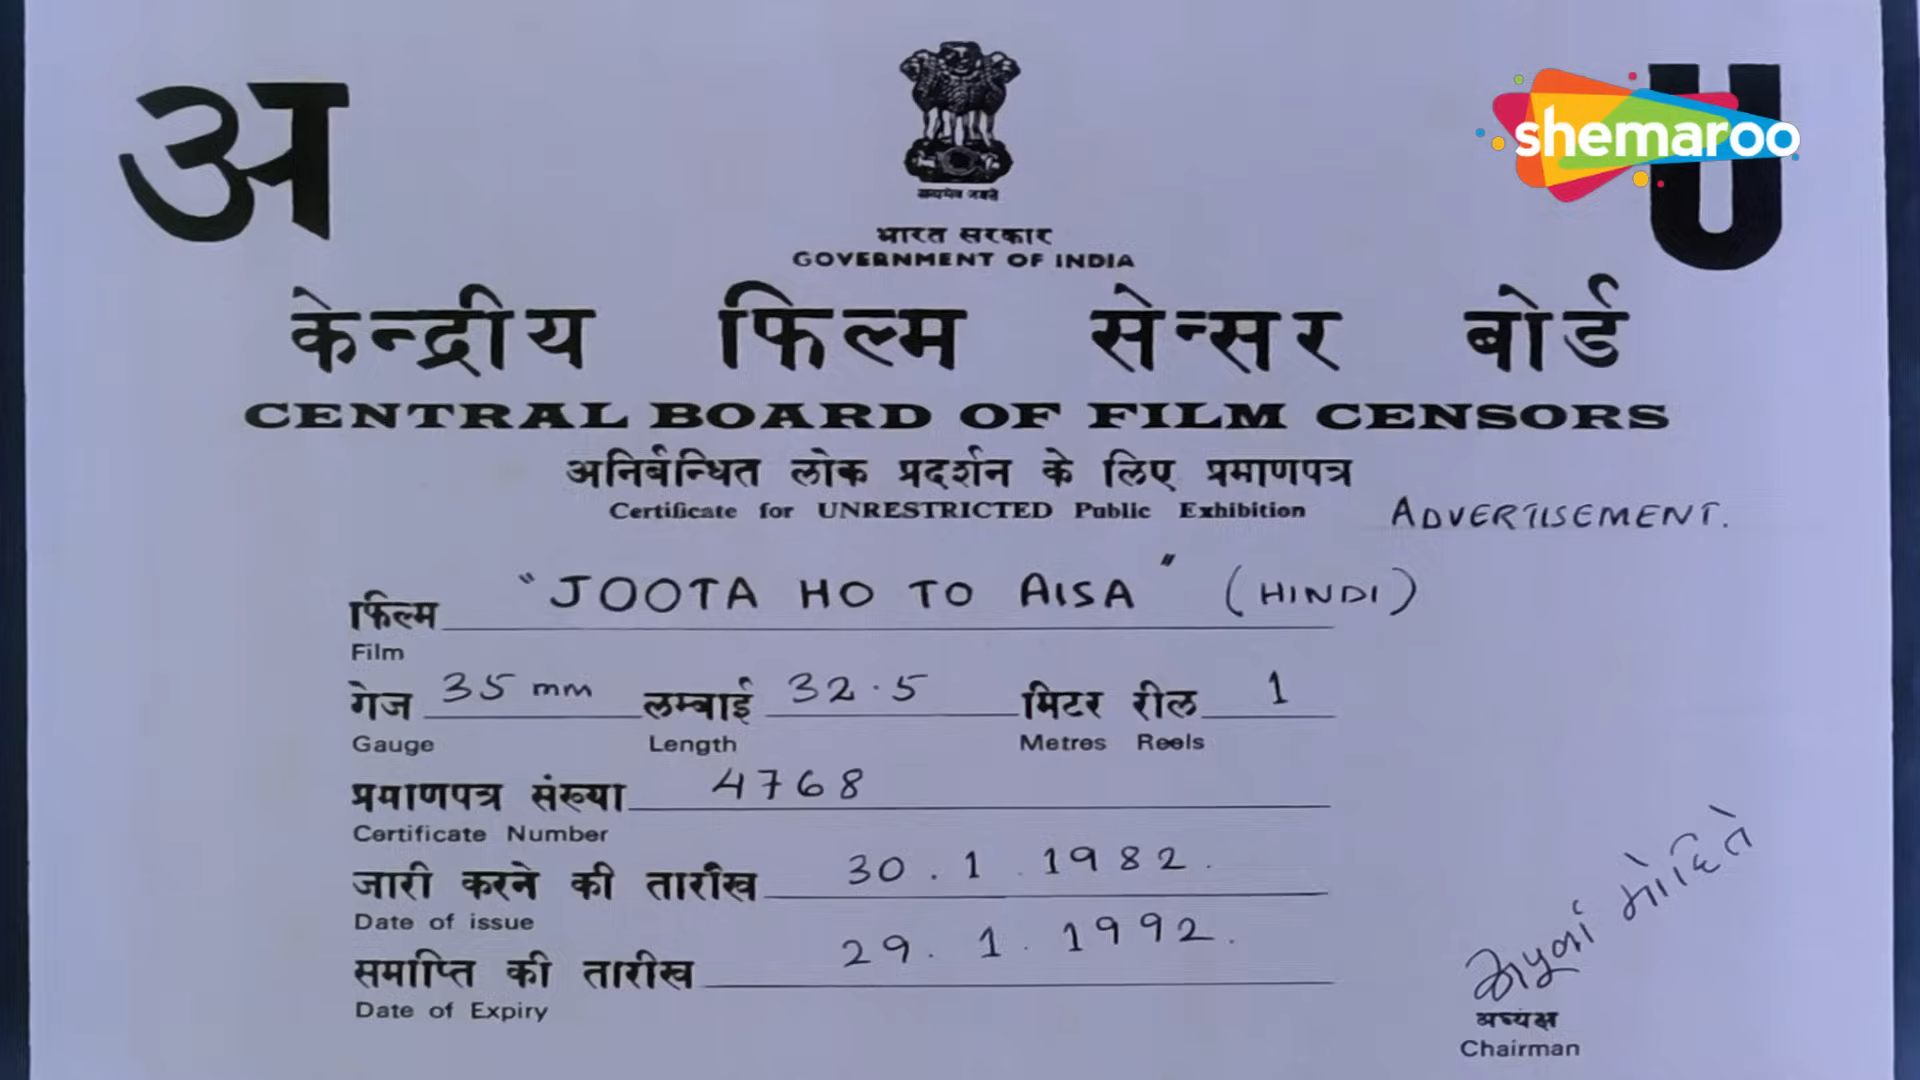 अ
U
shemaroo
भारत सरकार
GOVERNMENT OF INDIA
केन्द्रीय फिल्म सेन्सर बोर्ड
CENTRAL BOARD OF FILM CENSORS
अनिर्बन्धित लोक प्रदर्शन के लिए प्रमाणपत्र
Certificate for UNRESTRICTED Public Exhibition
ADVERTISEMENT.
फिल्म "JOOTA HO TO AISA" (HINDI)
Film
गेज 35 mm लम्बाई 32.5 मिटर रील 1
Gauge Length Metres Reels
प्रमाणपत्र संख्या 4768
Certificate Number
जारी करने की तारीख 30.1.1982.
Date of issue
समाप्ति की तारीख 29.1.1992.
Date of Expiry
अध्यक्ष
Chairman